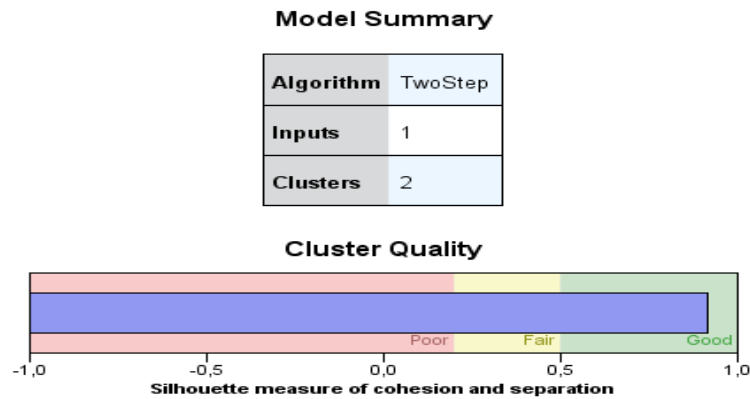 Model Summary
Algorithm TwoStep
Inputs 1
Clusters 2
Cluster Quality
Poor Fair Good
-1,0 -0,5 0,0 0,5 1,0
Silhouette measure of cohesion and separation